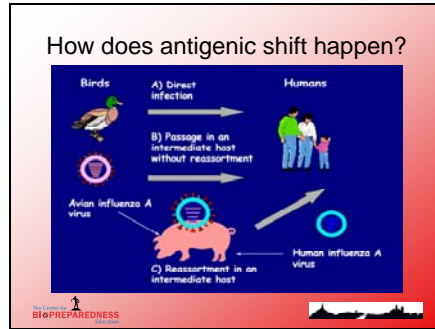 How does antigenic shift happen?
Birds
A) Direct
infection
Humans
B) Passage in an
intermediate host
without reassortment
Avian influenza A
virus
Human influenza A
virus
C) Reassortment in an
intermediate host
The Center for
BIOPREPAREDNESS
Education